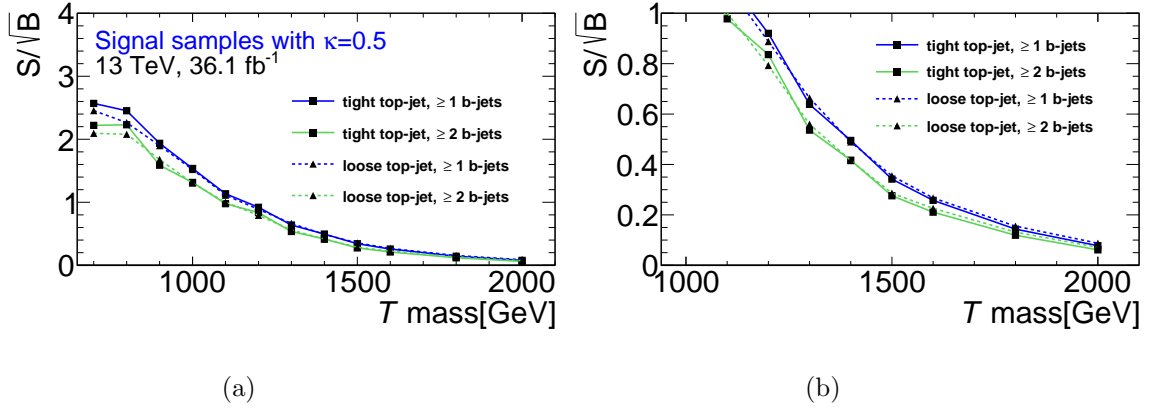 S/√B
4
3
2
1
0
Signal samples with κ=0.5
13 TeV, 36.1 fb⁻¹
tight top-jet, ≥ 1 b-jets
tight top-jet, ≥ 2 b-jets
loose top-jet, ≥ 1 b-jets
loose top-jet, ≥ 2 b-jets
1000 1500 2000
T mass[GeV]
(a)
S/√B
1
0.8
0.6
0.4
0.2
0
tight top-jet, ≥ 1 b-jets
tight top-jet, ≥ 2 b-jets
loose top-jet, ≥ 1 b-jets
loose top-jet, ≥ 2 b-jets
1000 1500 2000
T mass[GeV]
(b)